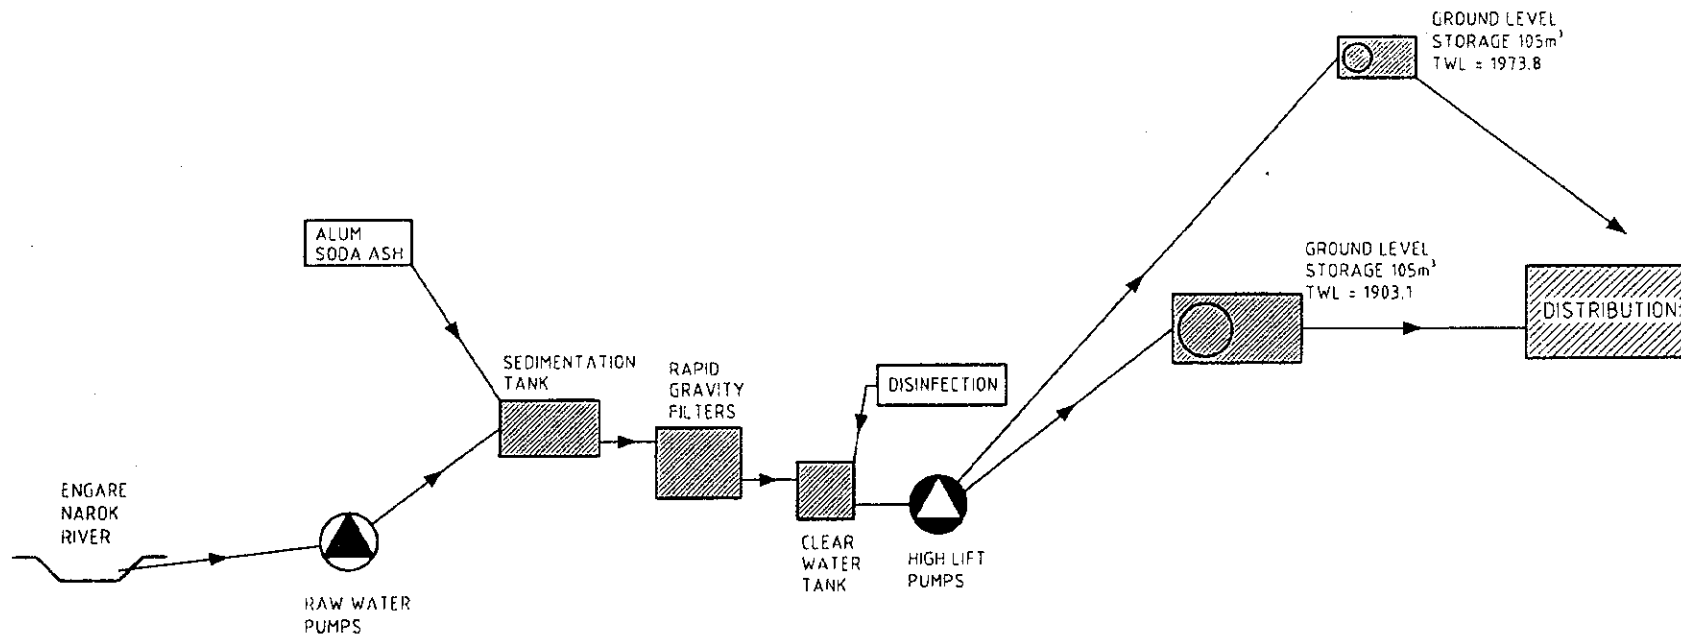 GROUND LEVEL
STORAGE 105m³
TWL = 1973.8
ALUM
SODA ASH
GROUND LEVEL
STORAGE 105m³
TWL = 1903.1
DISTRIBUTIONS
SEDIMENTATION
TANK
RAPID
GRAVITY
FILTERS
DISINFECTION
ENGARE
NAROK
RIVER
CLEAR
WATER
TANK
HIGH LIFT
PUMPS
RAW WATER
PUMPS